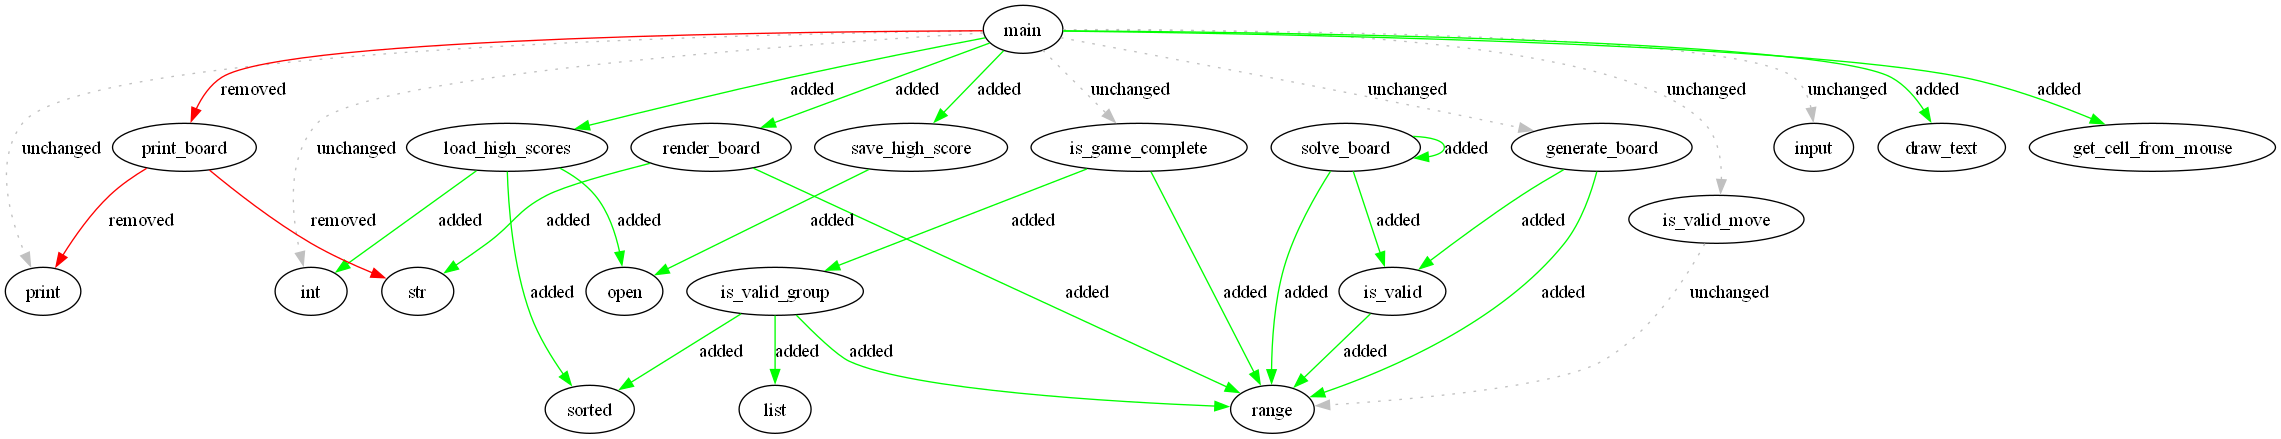 main
removed
added
added
added
unchanged
unchanged
unchanged
unchanged
added
added
unchanged
print_board
unchanged
load_high_scores
render_board
save_high_score
is_game_complete
solve_board
added
generate_board
input
draw_text
get_cell_from_mouse
removed
removed
added
added
added
added
added
added
added
is_valid_move
print
int
str
added
open
is_valid_group
added
added
added
is_valid
added
unchanged
added
added
added
added
sorted
list
range